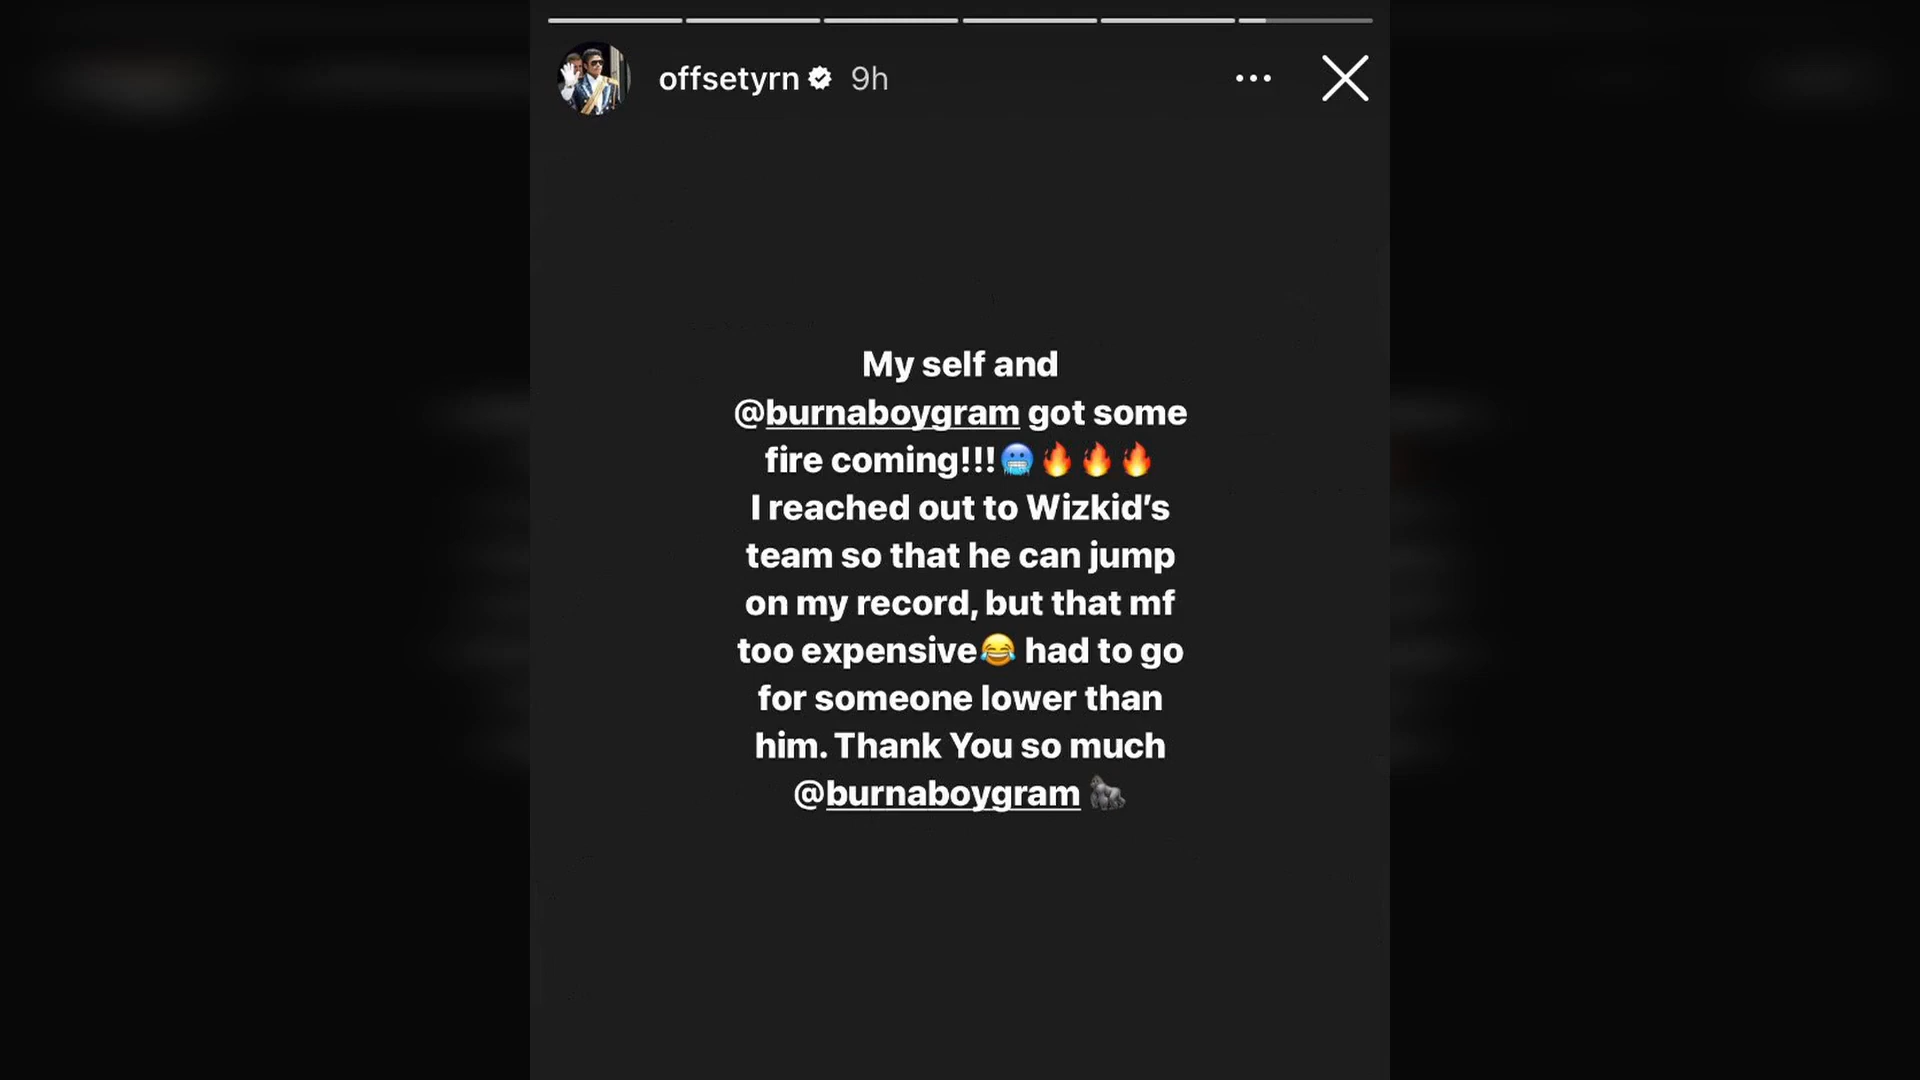 offsetyrn 9h
My self and
@burnaboygram got some
fire coming!!!🥶🔥🔥🔥
I reached out to Wizkid’s
team so that he can jump
on my record, but that mf
too expensive😂 had to go
for someone lower than
him. Thank You so much
@burnaboygram 🦍